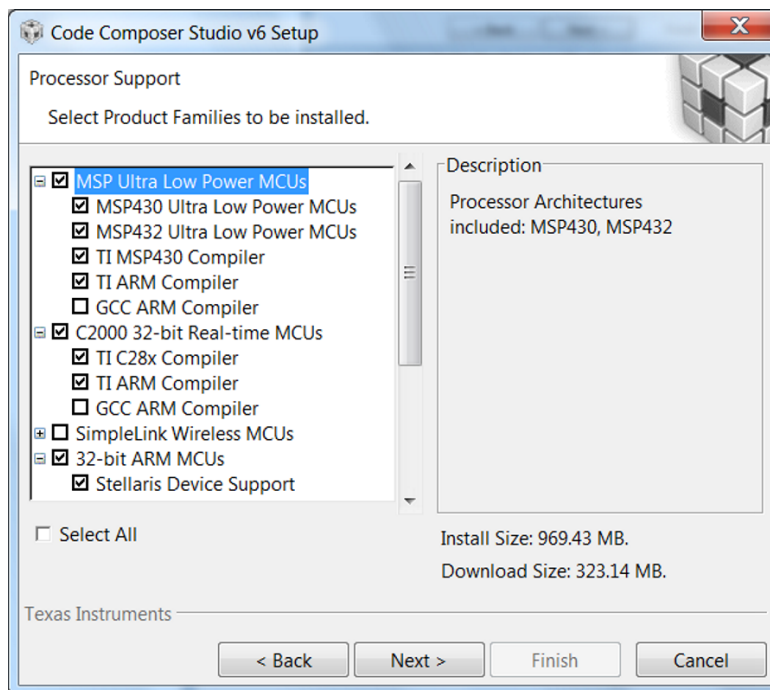 Code Composer Studio v6 Setup
Processor Support
Select Product Families to be installed.
MSP Ultra Low Power MCUs
MSP430 Ultra Low Power MCUs
MSP432 Ultra Low Power MCUs
TI MSP430 Compiler
TI ARM Compiler
GCC ARM Compiler
C2000 32-bit Real-time MCUs
TI C28x Compiler
TI ARM Compiler
GCC ARM Compiler
SimpleLink Wireless MCUs
32-bit ARM MCUs
Stellaris Device Support
Select All
Description
Processor Architectures
included: MSP430, MSP432
Install Size: 969.43 MB.
Download Size: 323.14 MB.
Texas Instruments
< Back
Next >
Finish
Cancel